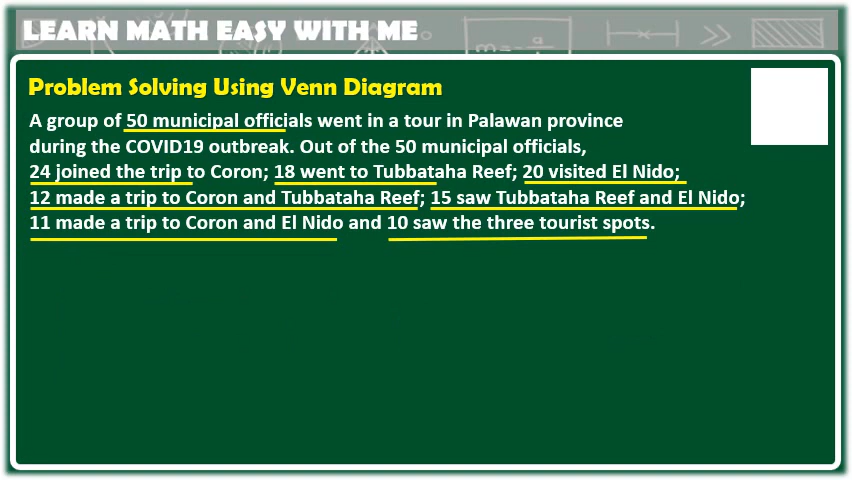 LEARN MATH EASY WITH ME
Problem Solving Using Venn Diagram
A group of 50 municipal officials went in a tour in Palawan province
during the COVID19 outbreak. Out of the 50 municipal officials,
24 joined the trip to Coron; 18 went to Tubbataha Reef; 20 visited El Nido;
12 made a trip to Coron and Tubbataha Reef; 15 saw Tubbataha Reef and El Nido;
11 made a trip to Coron and El Nido and 10 saw the three tourist spots.